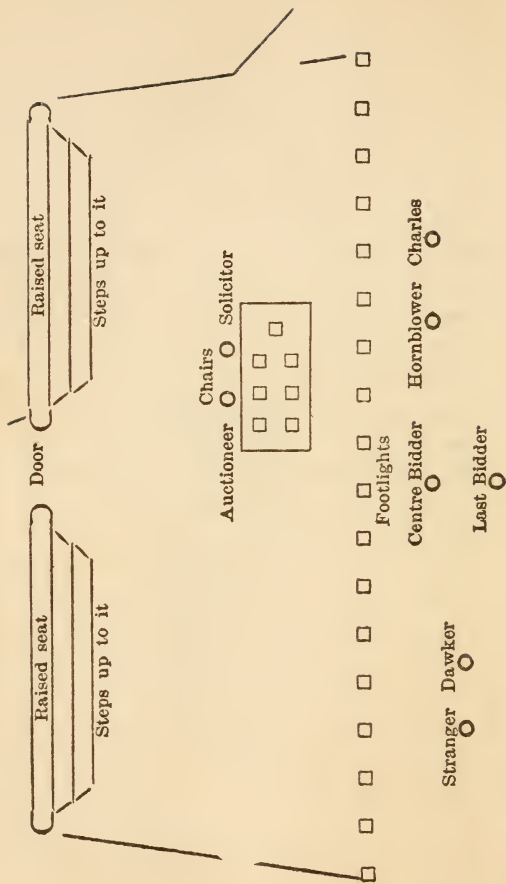 Raised seat
Door
Raised seat
Steps up to it
Steps up to it
Chairs
Auctioneer
Solicitor
Footlights
Centre Bidder
Hornblower
Charles
Stranger
Dawker
Last Bidder